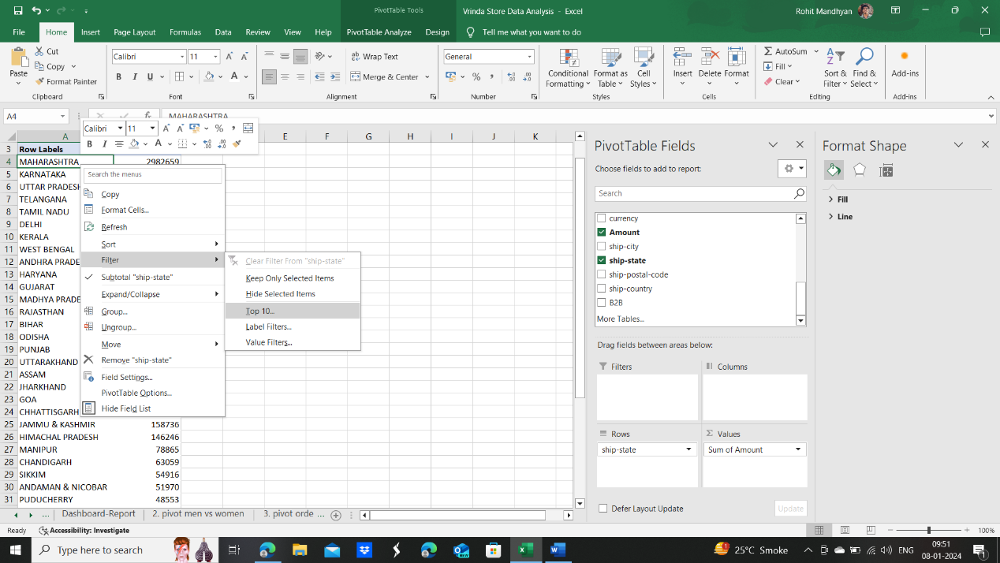 PivotTable Tools
Vrinda Store Data Analysis - Excel
Rohit Mandhyan
File Home Insert Page Layout Formulas Data Review View Help PivotTable Analyze Design Tell me what you want to do
Paste
Cut
Copy
Format Painter
Clipboard
Calibri 11
B I U
Font
Wrap Text
Merge & Center
Alignment
General
Number
Conditional Formatting
Format as Table
Cell Styles
Styles
Insert Delete Format
Cells
AutoSum
Fill
Clear
Sort & Filter
Find & Select
Editing
Add-ins
Add-ins
A4
MAHARASHTRA
Calibri 11
B I
A E F G H I J K
3 Row Labels
4 MAHARASHTRA 2982659
5 KARNATAKA
6 UTTAR PRADESH
7 TELANGANA
8 TAMIL NADU
9 DELHI
10 KERALA
11 WEST BENGAL
12 ANDHRA PRADE
13 HARYANA
14 GUJARAT
15 MADHYA PRADE
16 RAJASTHAN
17 BIHAR
18 ODISHA
19 PUNJAB
20 UTTARAKHAND
21 ASSAM
22 JHARKHAND
23 GOA
24 CHHATTISGARH
25 JAMMU & KASHMIR 158736
26 HIMACHAL PRADESH 146246
27 MANIPUR 78865
28 CHANDIGARH 63059
29 SIKKIM 54916
30 ANDAMAN & NICOBAR 51970
31 PUDUCHERRY 48553
Search the menus
Copy
Format Cells...
Refresh
Sort
Filter
Subtotal "ship-state"
Expand/Collapse
Group...
Ungroup...
Move
Remove "ship-state"
Field Settings...
PivotTable Options...
Hide Field List
Clear Filter From "ship-state"
Keep Only Selected Items
Hide Selected Items
Top 10...
Label Filters...
Value Filters...
PivotTable Fields
Choose fields to add to report:
Search
currency
Amount
ship-city
ship-state
ship-postal-code
ship-country
B2B
More Tables...
Drag fields between areas below:
Filters
Columns
Rows
ship-state
Values
Sum of Amount
Defer Layout Update
Update
Format Shape
Fill
Line
... Dashboard-Report 2. pivot men vs women 3. pivot orde ...
Ready Accessibility: Investigate 100%
Type here to search
25°C Smoke
ENG
09:51
08-01-2024